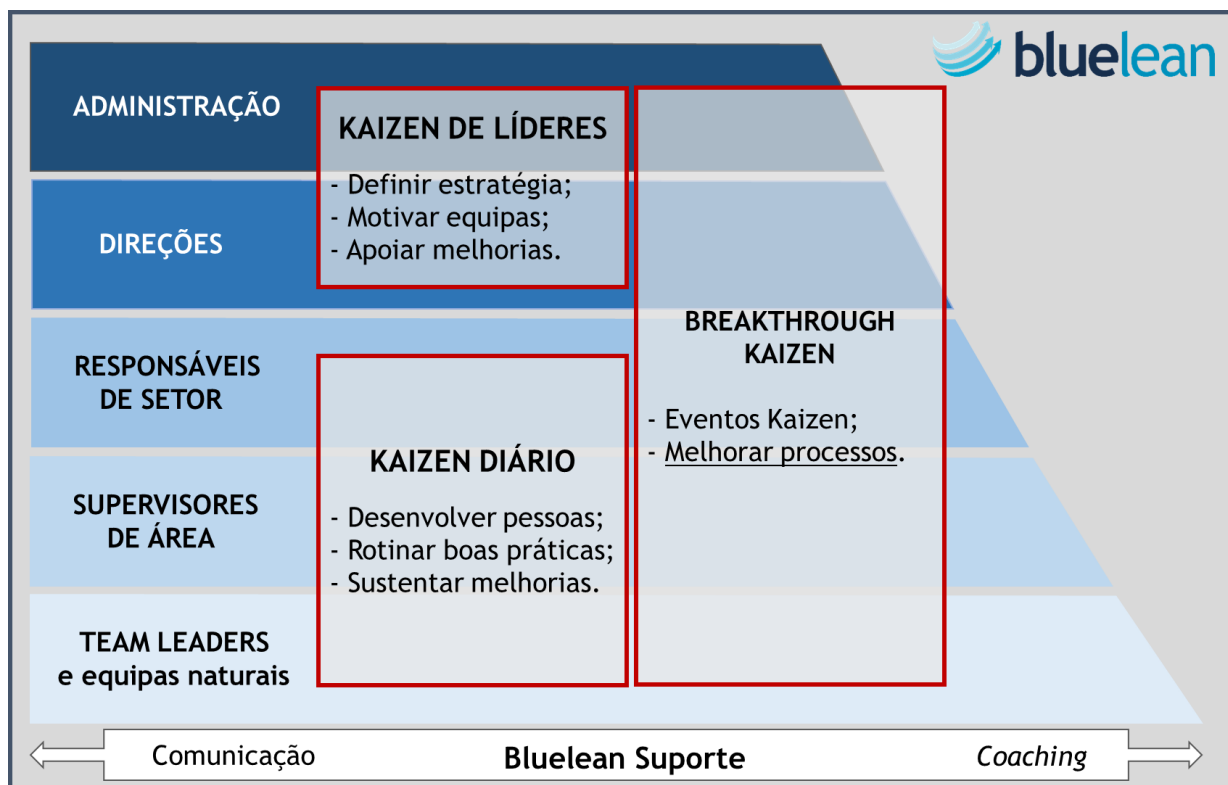 bluelean
ADMINISTRAÇÃO
KAIZEN DE LÍDERES
- Definir estratégia;
- Motivar equipas;
- Apoiar melhorias.
DIREÇÕES
BREAKTHROUGH
KAIZEN
- Eventos Kaizen;
- Melhorar processos.
RESPONSÁVEIS
DE SETOR
KAIZEN DIÁRIO
- Desenvolver pessoas;
- Rotinar boas práticas;
- Sustentar melhorias.
SUPERVISORES
DE ÁREA
TEAM LEADERS
e equipas naturais
Comunicação
Bluelean Suporte
Coaching